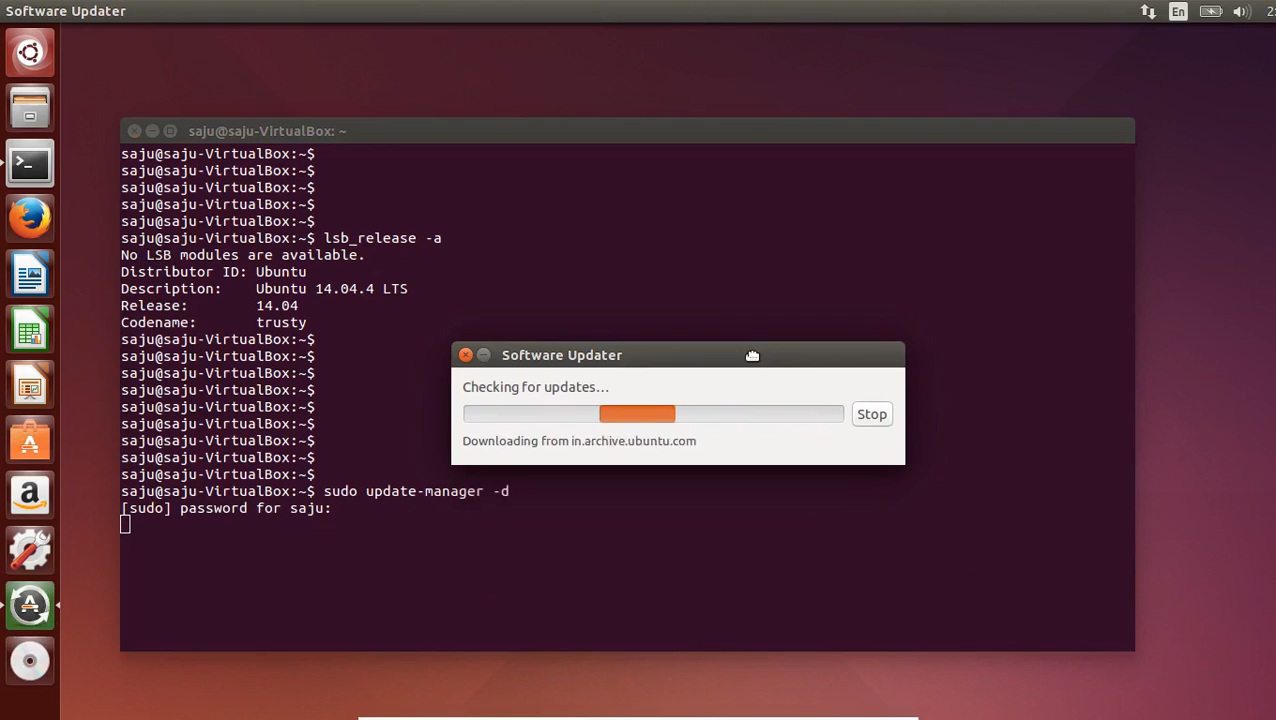 Software Updater
En
saju@saju-VirtualBox: ~
saju@saju-VirtualBox:~$
saju@saju-VirtualBox:~$
saju@saju-VirtualBox:~$
saju@saju-VirtualBox:~$
saju@saju-VirtualBox:~$
saju@saju-VirtualBox:~$ lsb_release -a
No LSB modules are available.
Distributor ID: Ubuntu
Description:    Ubuntu 14.04.4 LTS
Release:        14.04
Codename:       trusty
saju@saju-VirtualBox:~$
saju@saju-VirtualBox:~$
saju@saju-VirtualBox:~$
saju@saju-VirtualBox:~$
saju@saju-VirtualBox:~$
saju@saju-VirtualBox:~$
saju@saju-VirtualBox:~$
saju@saju-VirtualBox:~$
saju@saju-VirtualBox:~$
saju@saju-VirtualBox:~$ sudo update-manager -d
[sudo] password for saju:
Software Updater
Checking for updates…
Stop
Downloading from in.archive.ubuntu.com